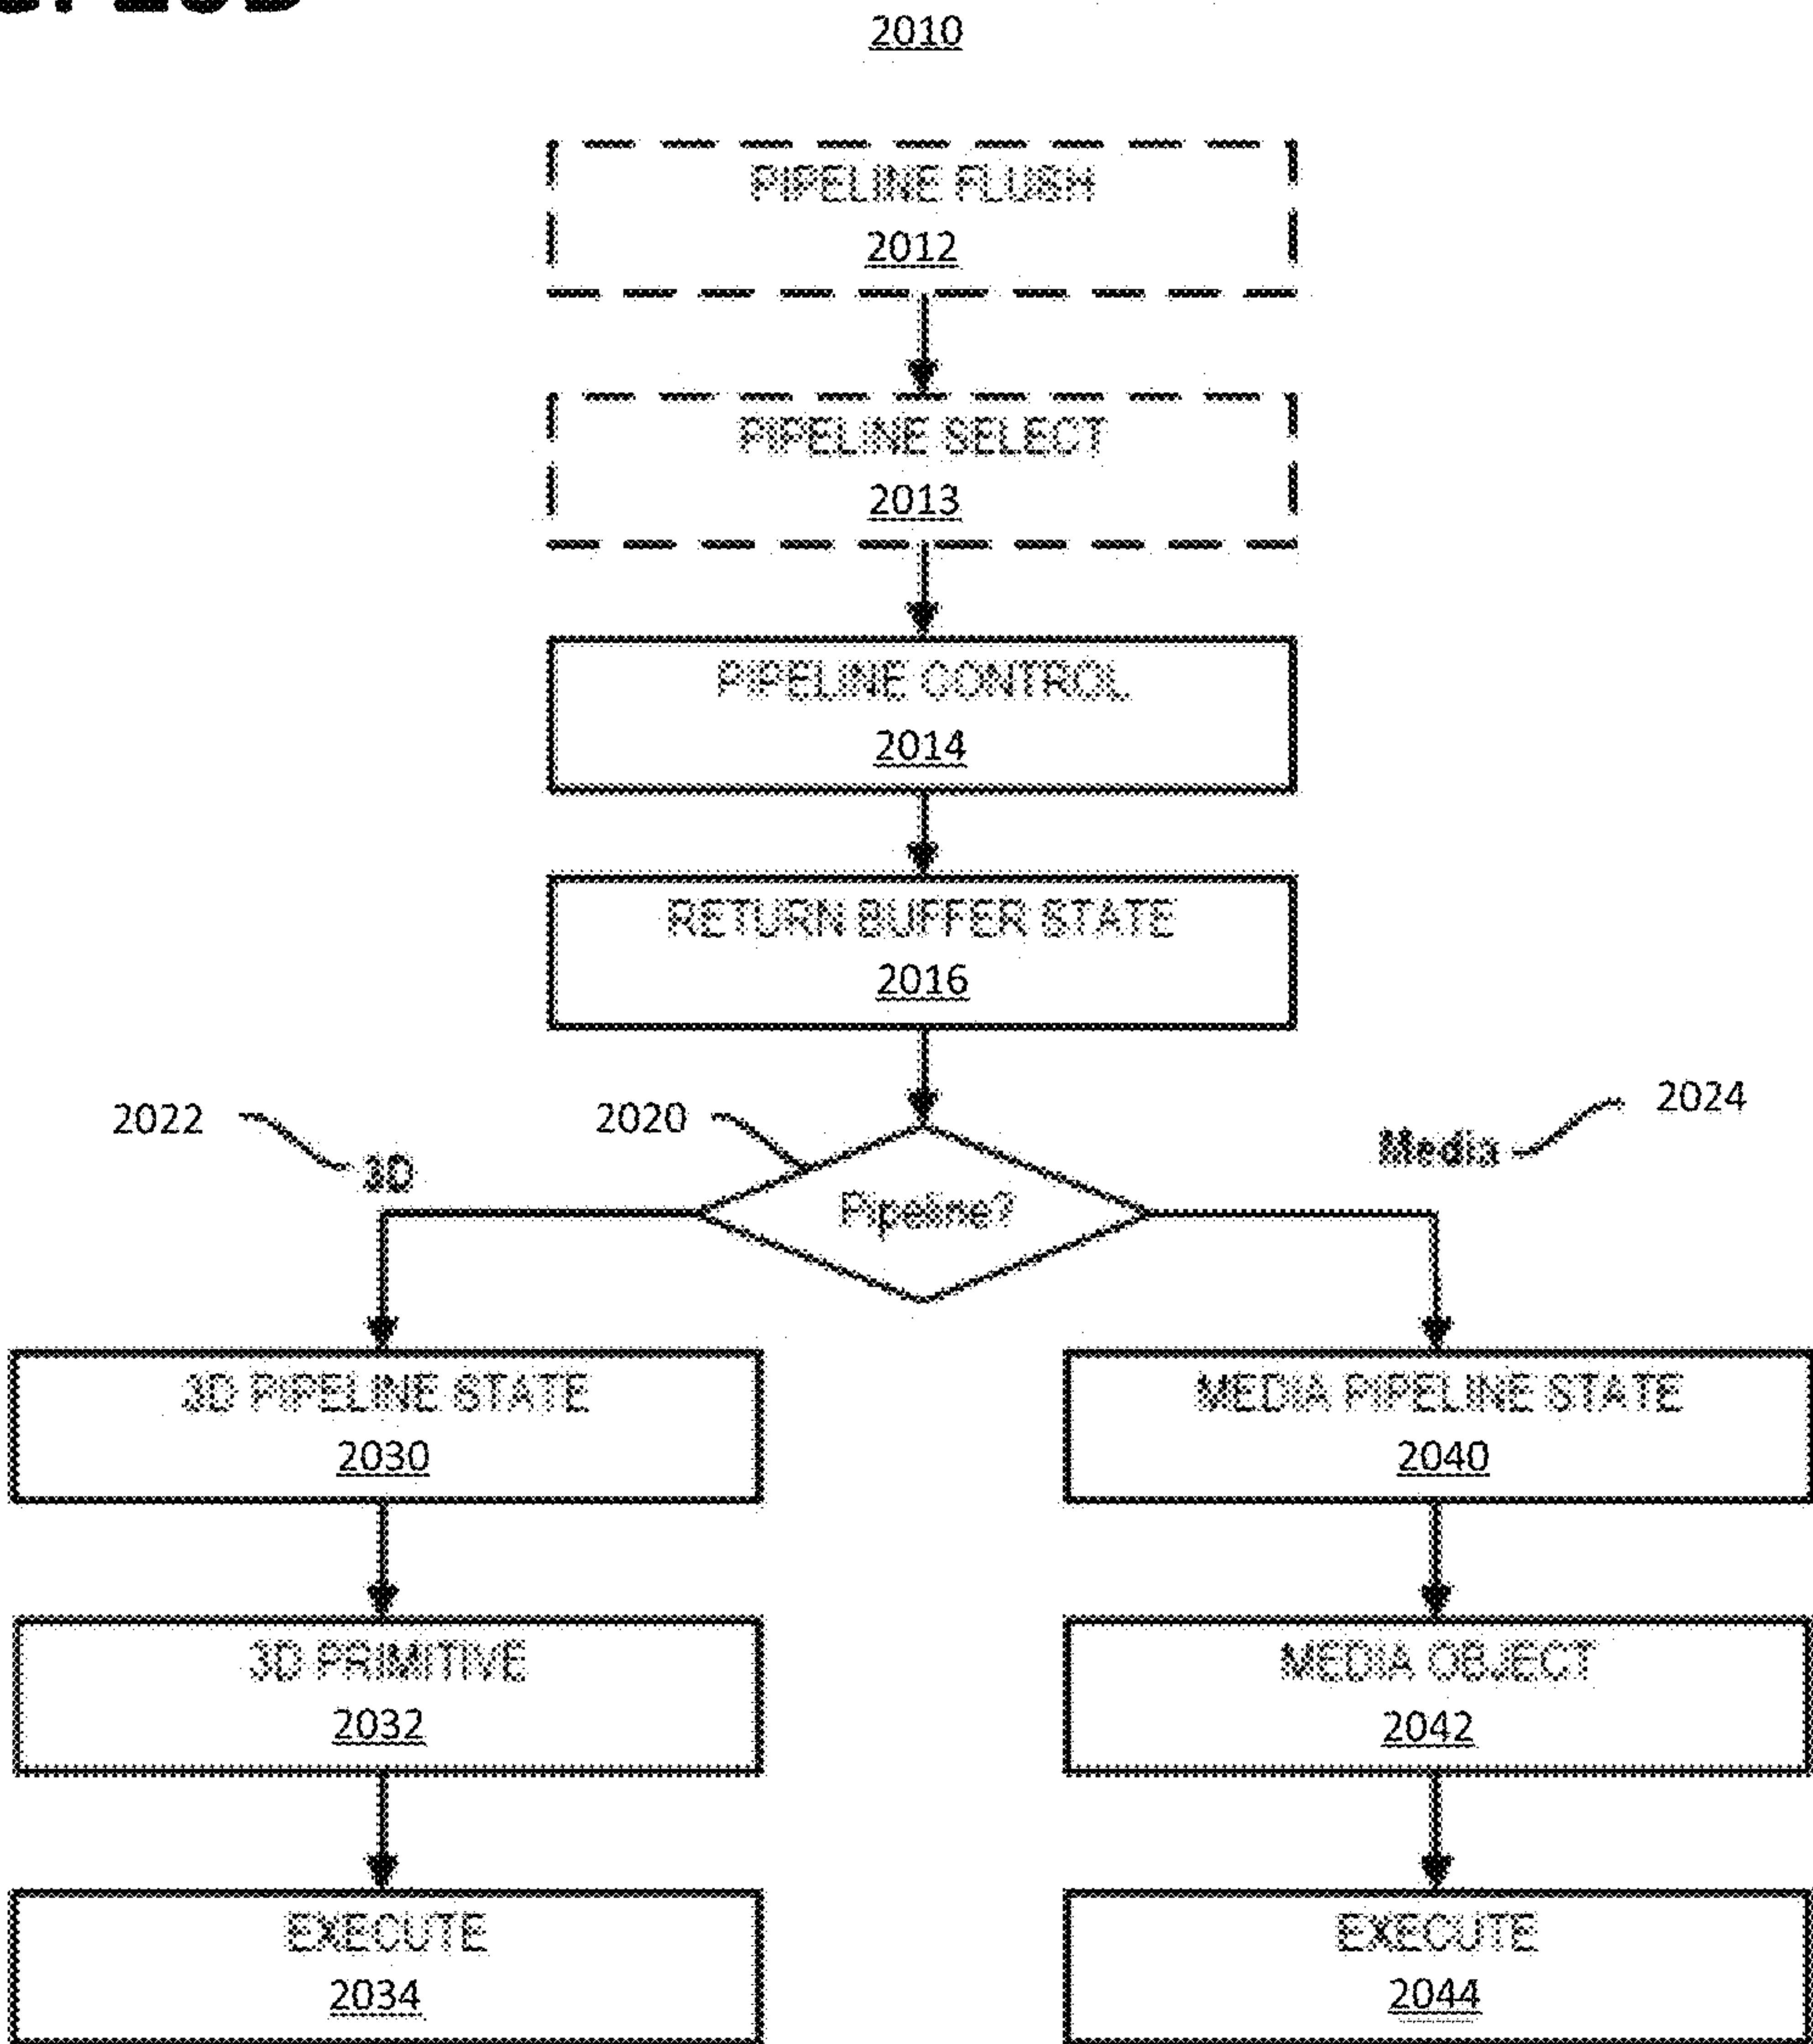 2010
PIPELINE FLUSH
2012
PIPELINE SELECT
2013
PIPELINE CONTROL
2014
RETURN BUFFER STATE
2016
2022
3D
2020
Pipeline?
Media
2024
3D PIPELINE STATE
2030
MEDIA PIPELINE STATE
2040
3D PRIMITIVE
2032
MEDIA OBJECT
2042
EXECUTE
2034
EXECUTE
2044